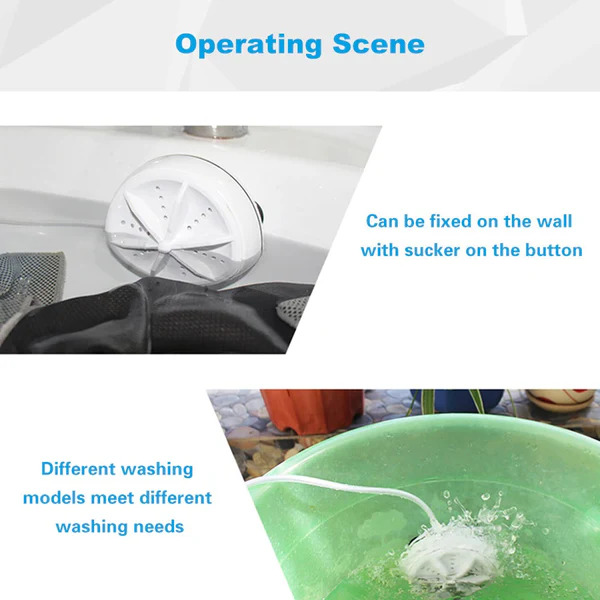 Operating Scene
Can be fixed on the wall
with sucker on the button
Different washing
models meet different
washing needs